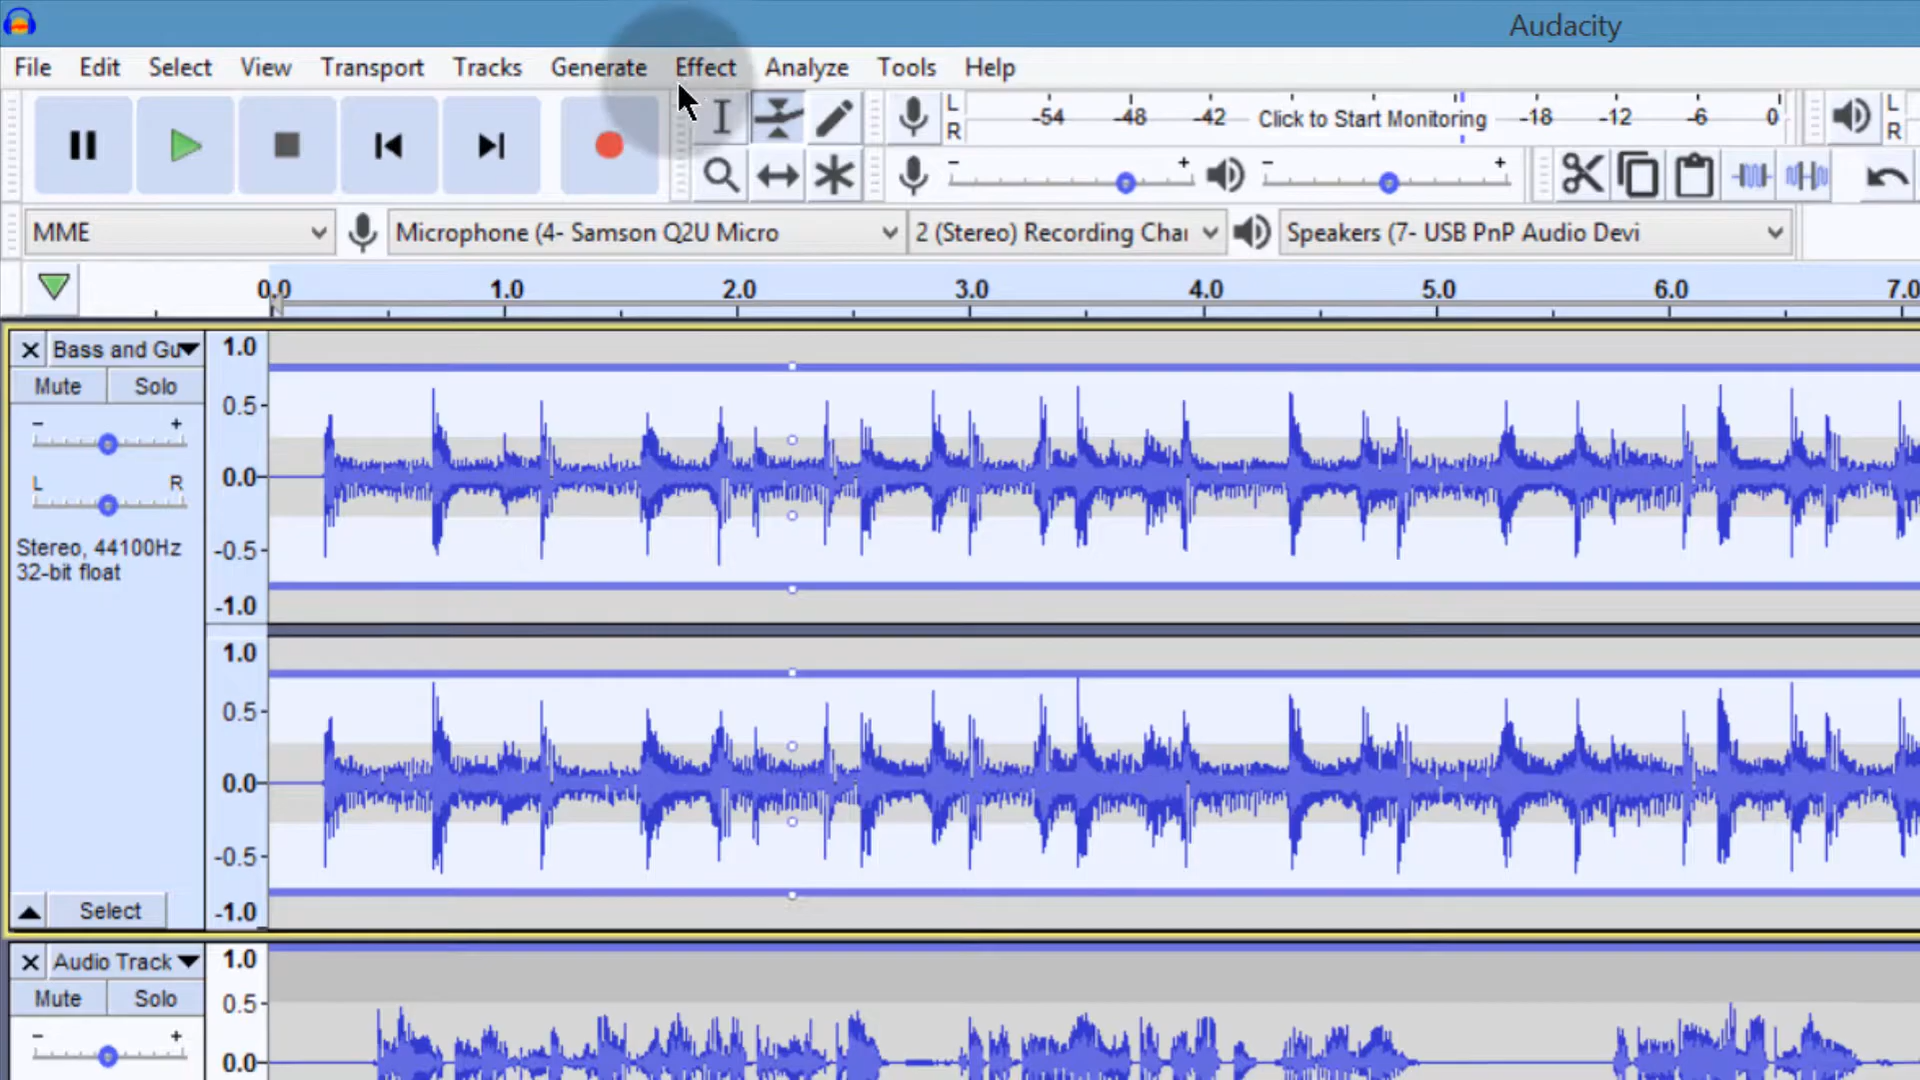 Audacity
File Edit Select View Transport Tracks Generate Effect Analyze Tools Help
L
R
-54 -48 -42 Click to Start Monitoring -18 -12 -6 0
L
R
- + - +
MME Microphone (4- Samson Q2U Micro 2 (Stereo) Recording Chai Speakers (7- USB PnP Audio Devi
0.0 1.0 2.0 3.0 4.0 5.0 6.0 7.0
X Bass and Gu 1.0
Mute Solo
0.5
- +
0.0
L R
Stereo, 44100Hz
-0.5
32-bit float
-1.0
1.0
0.5
0.0
-0.5
Select -1.0
X Audio Track 1.0
Mute Solo 0.5
- +
0.0